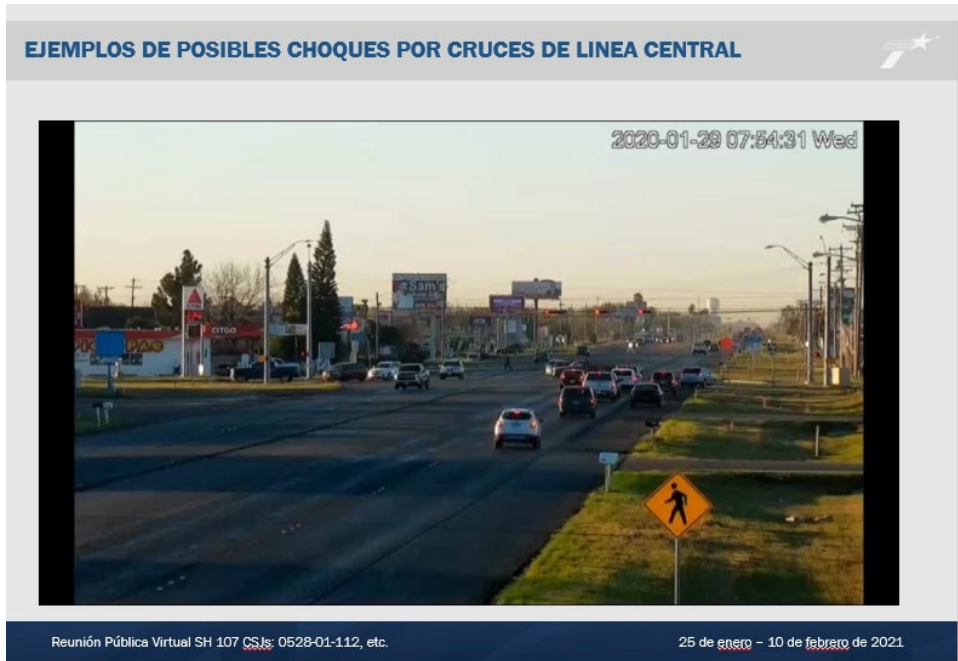 EJEMPLOS DE POSIBLES CHOQUES POR CRUCES DE LINEA CENTRAL
2020-01-29 07:54:31 Wed
Sam's
CITGO
Reunión Pública Virtual SH 107 CSJs: 0528-01-112, etc.
25 de enero – 10 de febrero de 2021